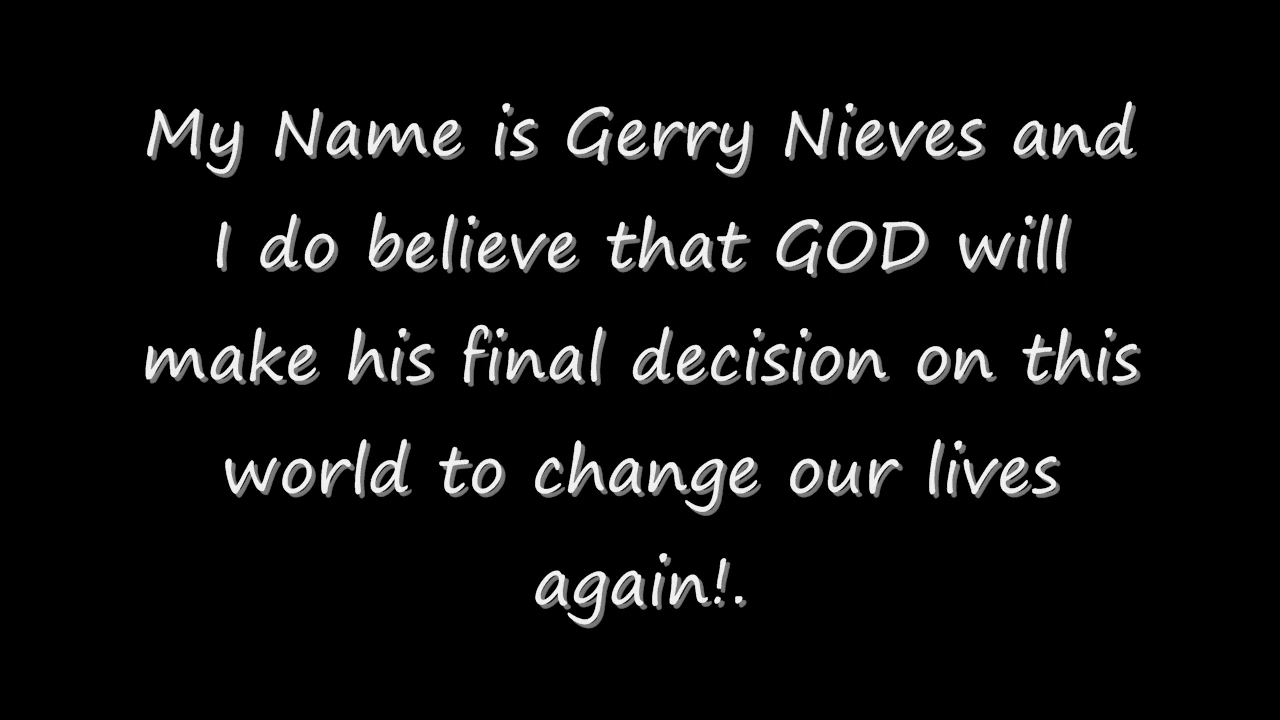 My Name is Gerry Nieves and
I do believe that GOD will
make his final decision on this
world to change our lives
again!.